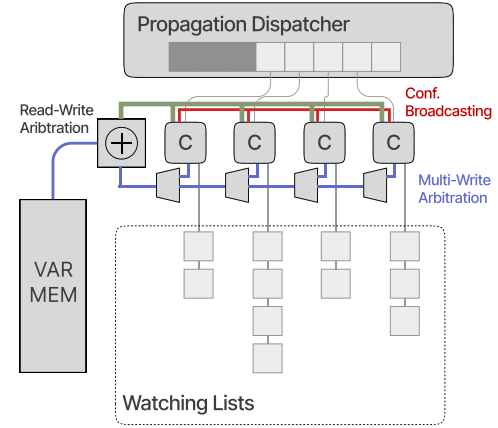 Propagation Dispatcher
Conf.
Broadcasting
Read-Write
Aribtration
C
C
C
C
Multi-Write
Arbitration
VAR
MEM
Watching Lists